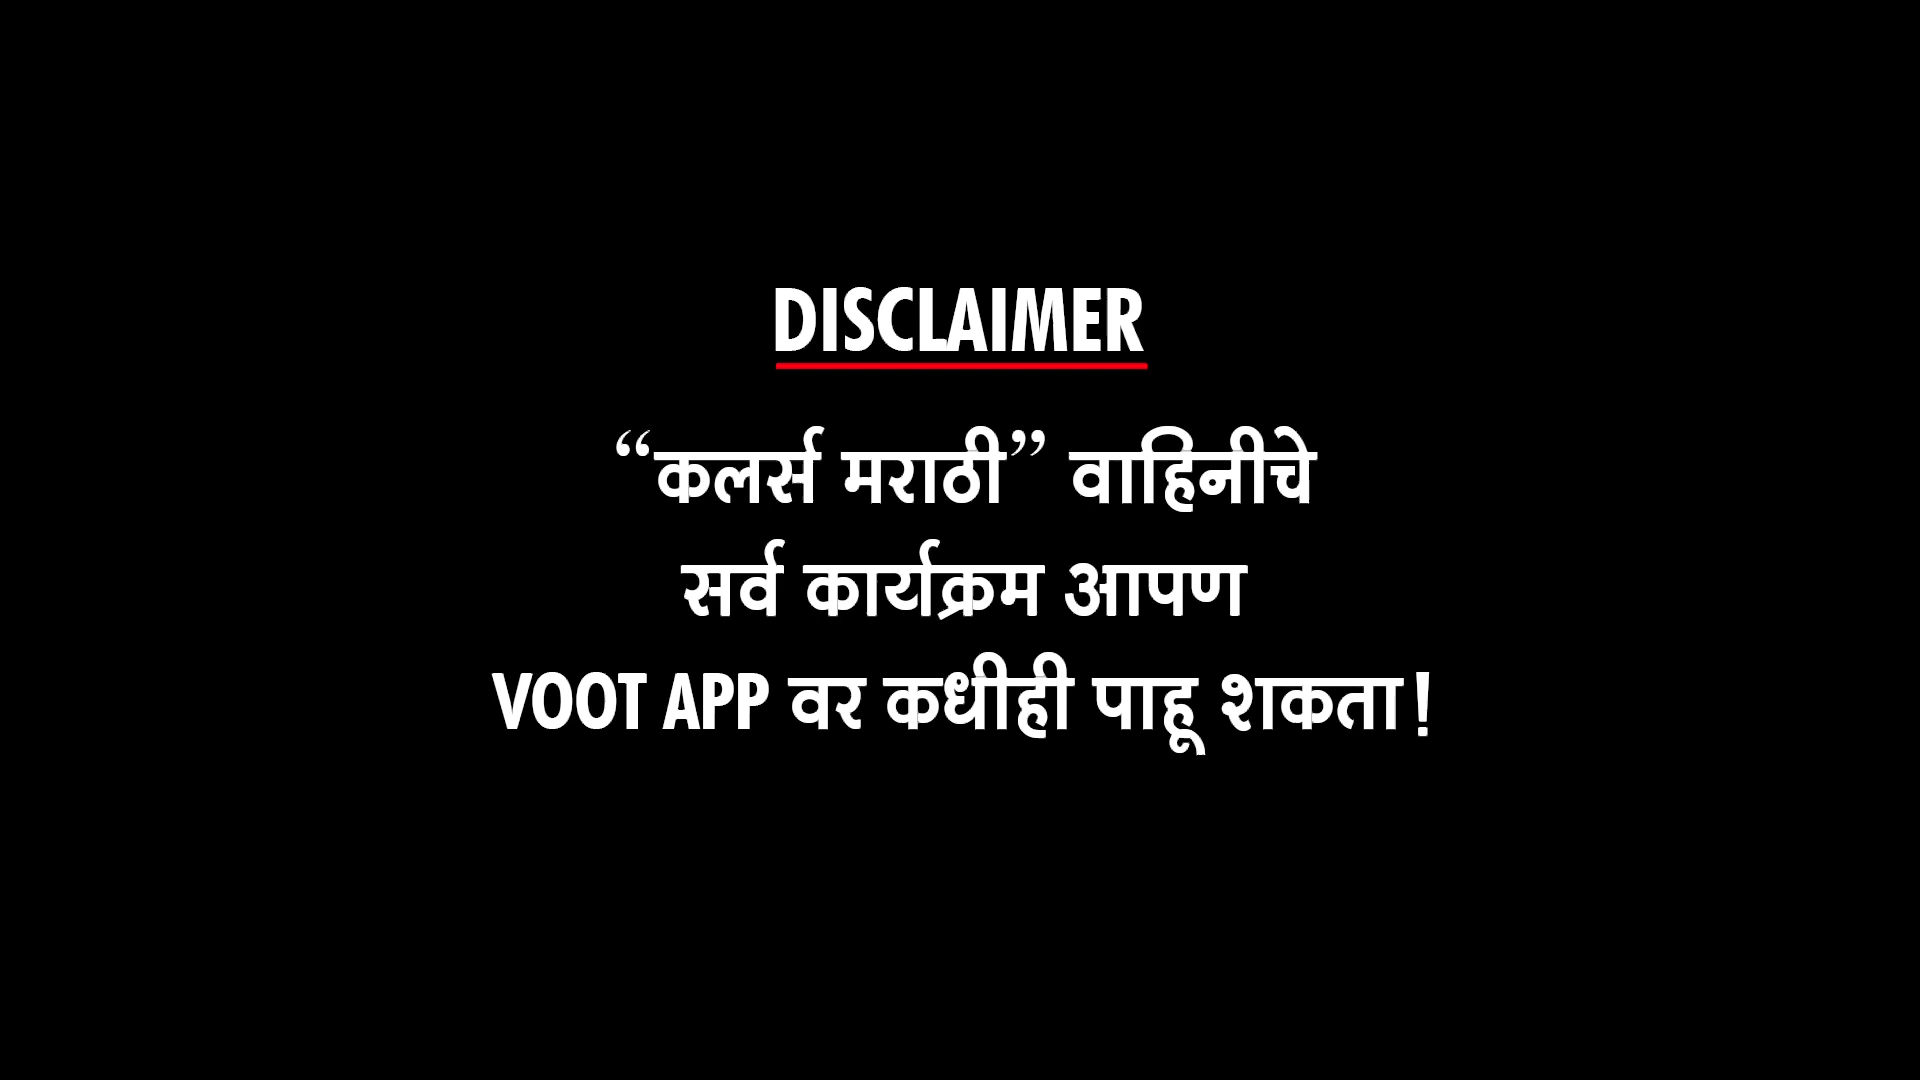 DISCLAIMER
“कलर्स मराठी” वाहिनीचे
सर्व कार्यक्रम आपण
VOOT APP वर कधीही पाहू शकता!